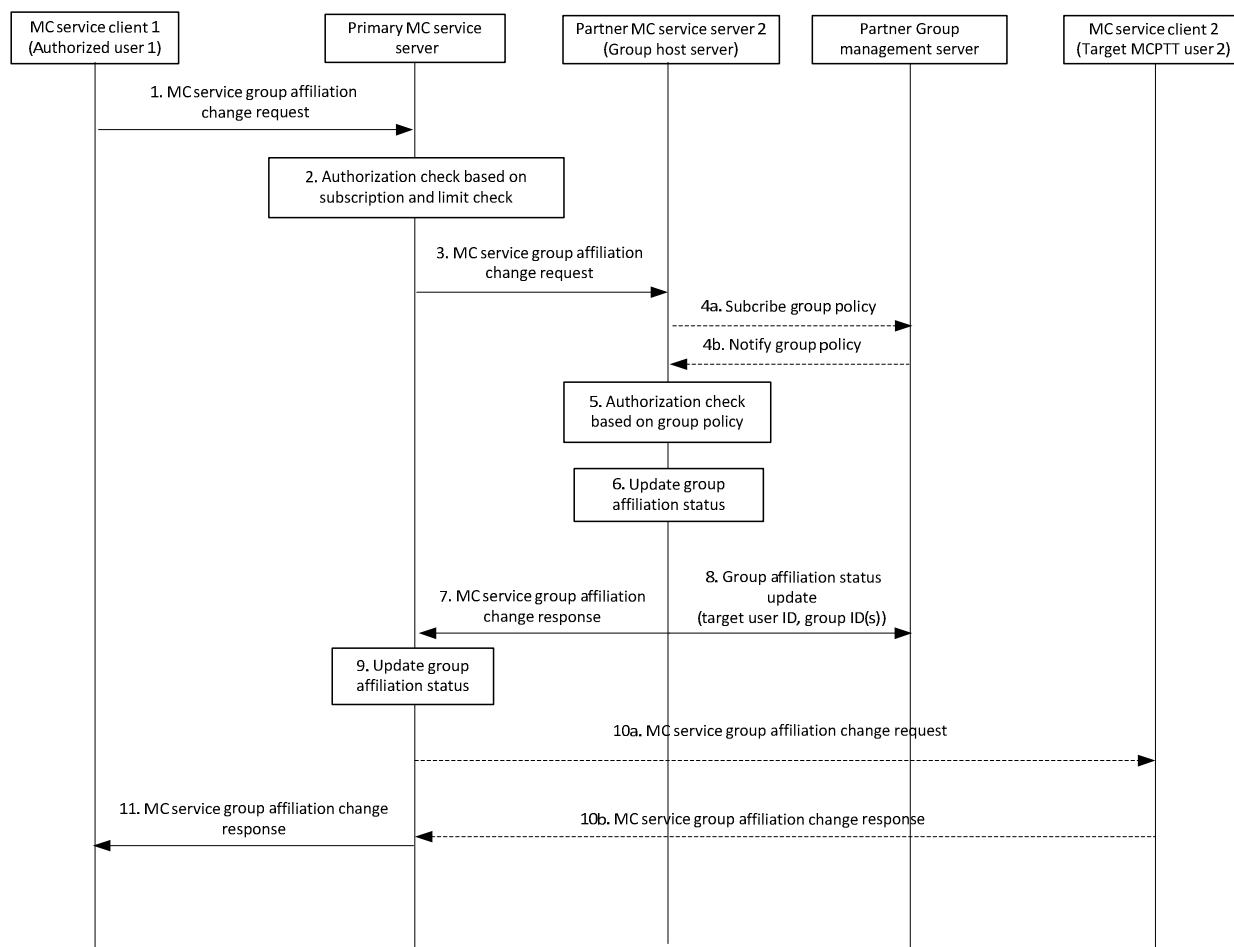 MC service client 1
(Authorized user 1)
Primary MC service
server
Partner MC service server 2
(Group host server)
Partner Group
management server
MC service client 2
(Target MCPTT user 2)
1. MC service group affiliation
change request
2. Authorization check based on
subscription and limit check
3. MC service group affiliation
change request
4a. Subcribe group policy
4b. Notify group policy
5. Authorization check
based on group policy
6. Update group
affiliation status
7. MC service group affiliation
change response
8. Group affiliation status
update
(target user ID, group ID(s))
9. Update group
affiliation status
10a. MC service group affiliation change request
10b. MC service group affiliation change response
11. MC service group affiliation change
response